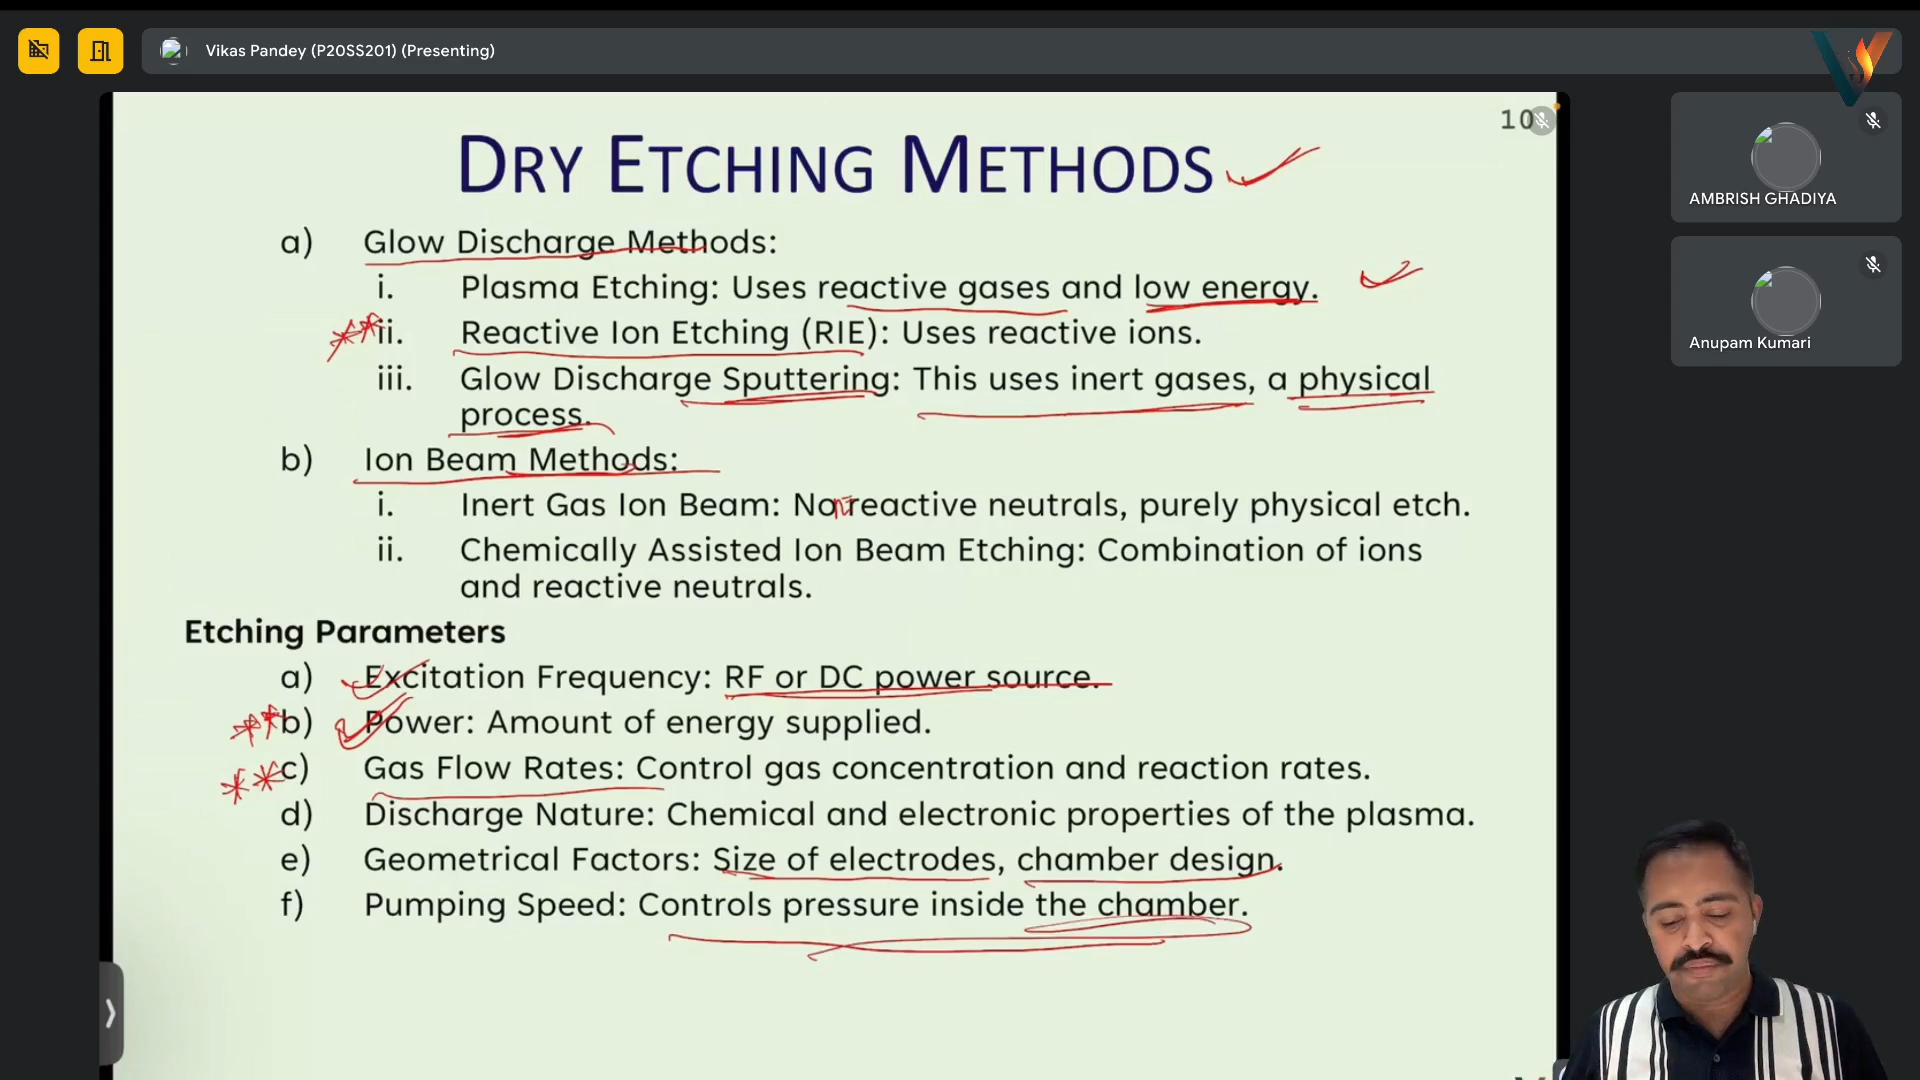 Vikas Pandey (P20SS201) (Presenting)
10
DRY ETCHING METHODS
AMBRISH GHADIYA
a) Glow Discharge Methods:
i. Plasma Etching: Uses reactive gases and low energy.
** ii. Reactive Ion Etching (RIE): Uses reactive ions.
Anupam Kumari
iii. Glow Discharge Sputtering: This uses inert gases, a physical
process.
b) Ion Beam Methods:
i. Inert Gas Ion Beam: No reactive neutrals, purely physical etch.
ii. Chemically Assisted Ion Beam Etching: Combination of ions
and reactive neutrals.
Etching Parameters
a) Excitation Frequency: RF or DC power source.
** b) Power: Amount of energy supplied.
** c) Gas Flow Rates: Control gas concentration and reaction rates.
d) Discharge Nature: Chemical and electronic properties of the plasma.
e) Geometrical Factors: Size of electrodes, chamber design.
f) Pumping Speed: Controls pressure inside the chamber.